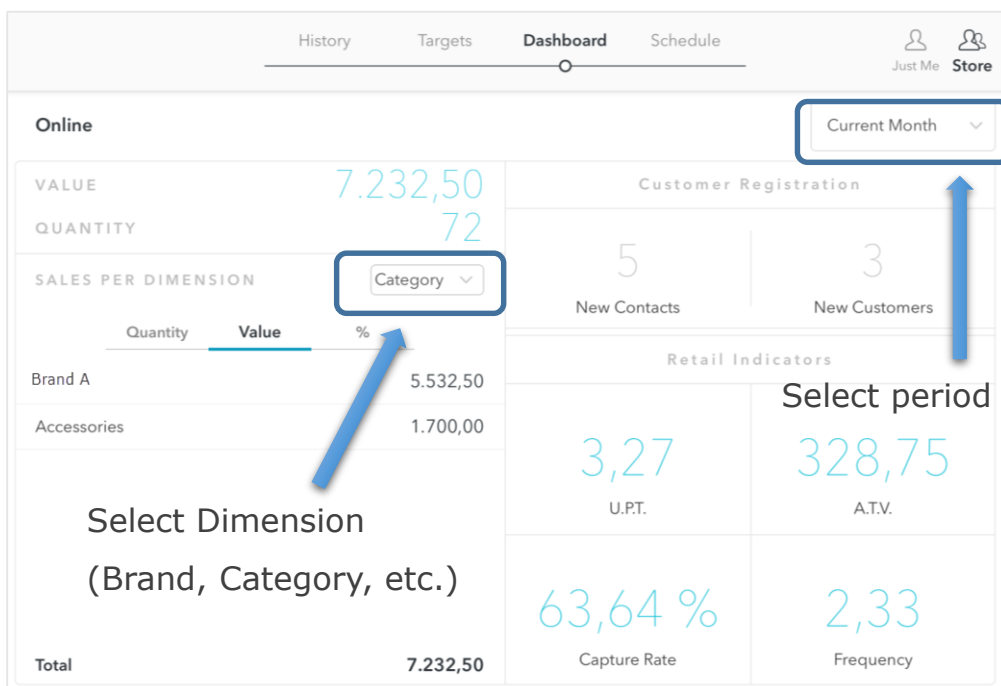 History Targets Dashboard Schedule
Just Me Store
Online
Current Month
VALUE 7.232,50
QUANTITY 72
SALES PER DIMENSION Category
Quantity Value %
Brand A 5.532,50
Accessories 1.700,00
Select Dimension
(Brand, Category, etc.)
Total 7.232,50
Customer Registration
5 3
New Contacts New Customers
Retail Indicators
Select period
3,27 328,75
U.P.T. A.T.V.
63,64 % 2,33
Capture Rate Frequency